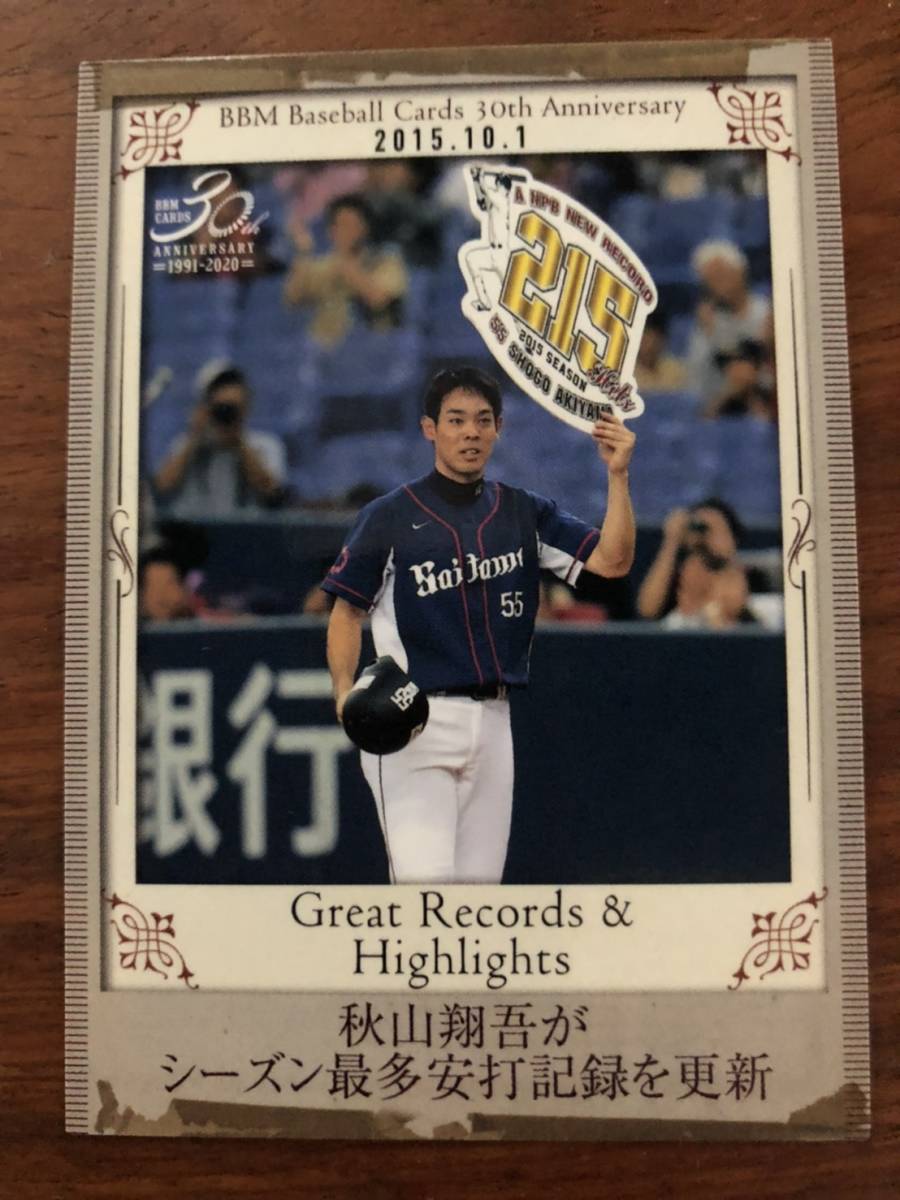 BBM Baseball Cards 30th Anniversary
2015.10.1
BBM
CARDS
30th
ANNIVERSARY
1991-2020
A NPB NEW RECORD
215
Hits
2015 SEASON
55 SHOGO AKIYAMA
Saitama
55
銀行
Great Records &
Highlights
秋山翔吾が
シーズン最多安打記録を更新